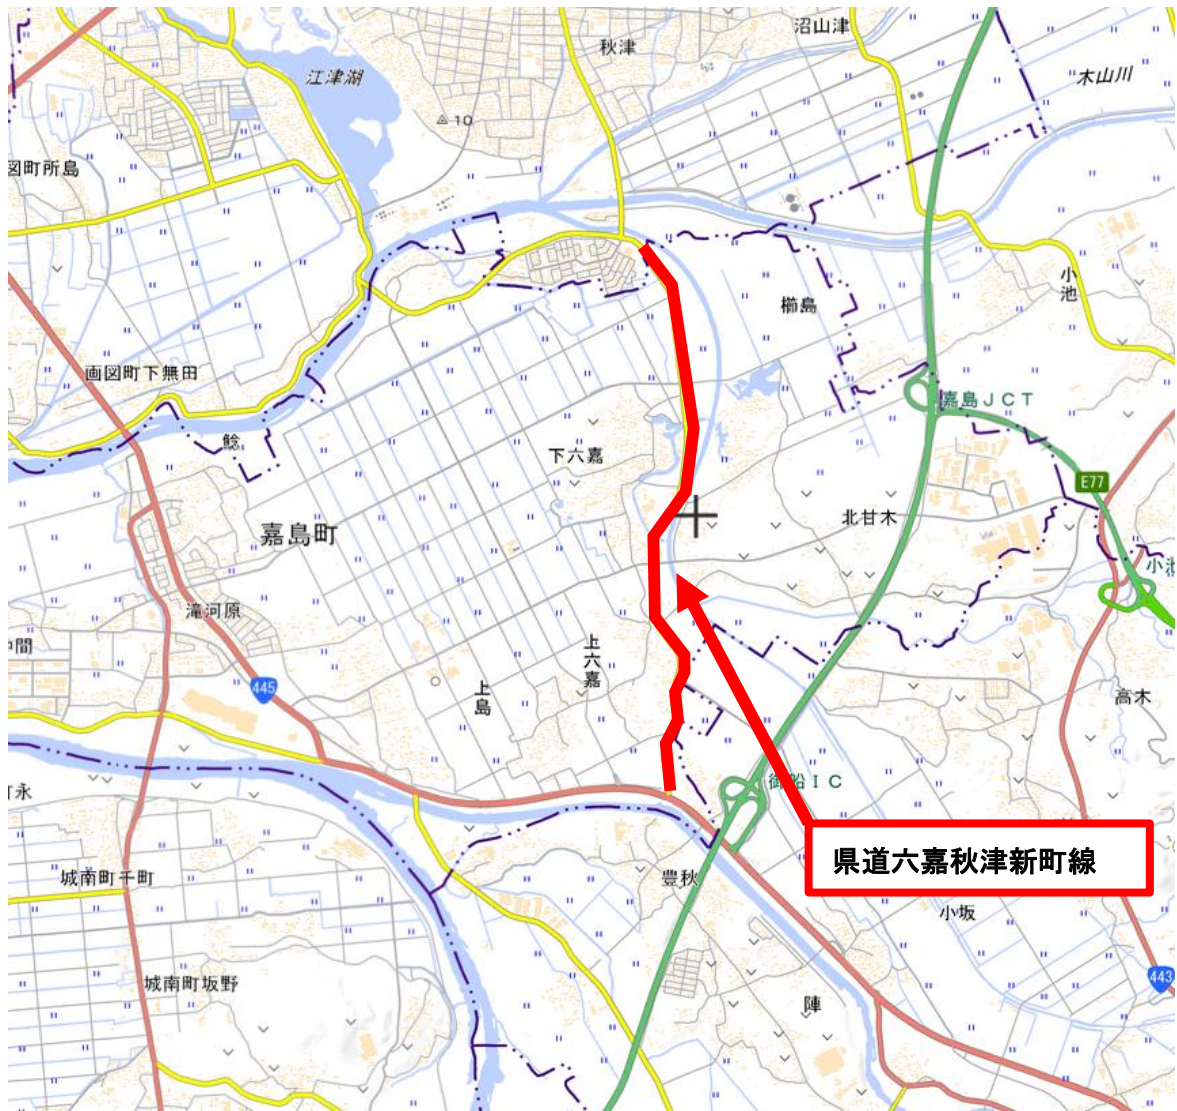 沼山津
秋津
江津湖
木山川
10
図町所島
小池
櫛島
画図町下無田
嘉島JCT
鯰
下六嘉
E77
北甘木
嘉島町
小池
滝河原
上六嘉
445
上島
高木
御船IC
県道六嘉秋津新町線
城南町千町
豊秋
小坂
443
城南町坂野
陣